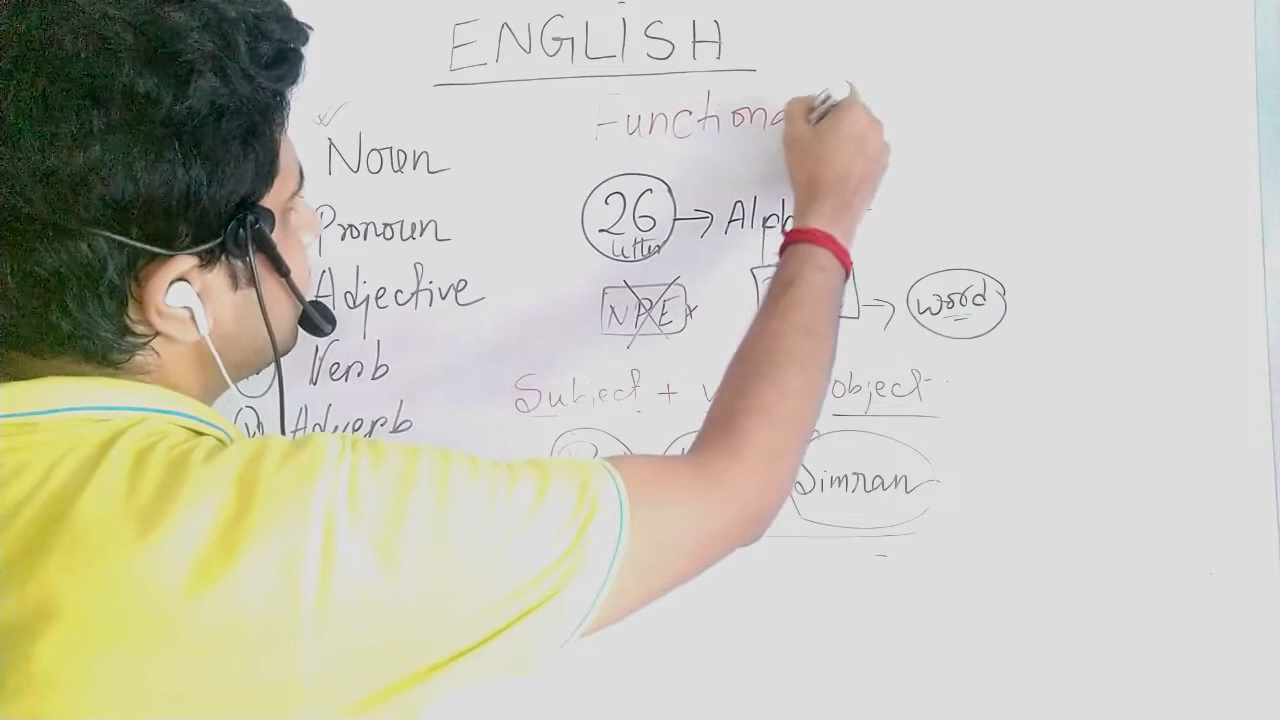 ENGLISH
Functiona
Noun
26 → Alph
letter
Pronoun
Adjective
NPE
→ word
Verb
Subject + v object
Adverb
Simran